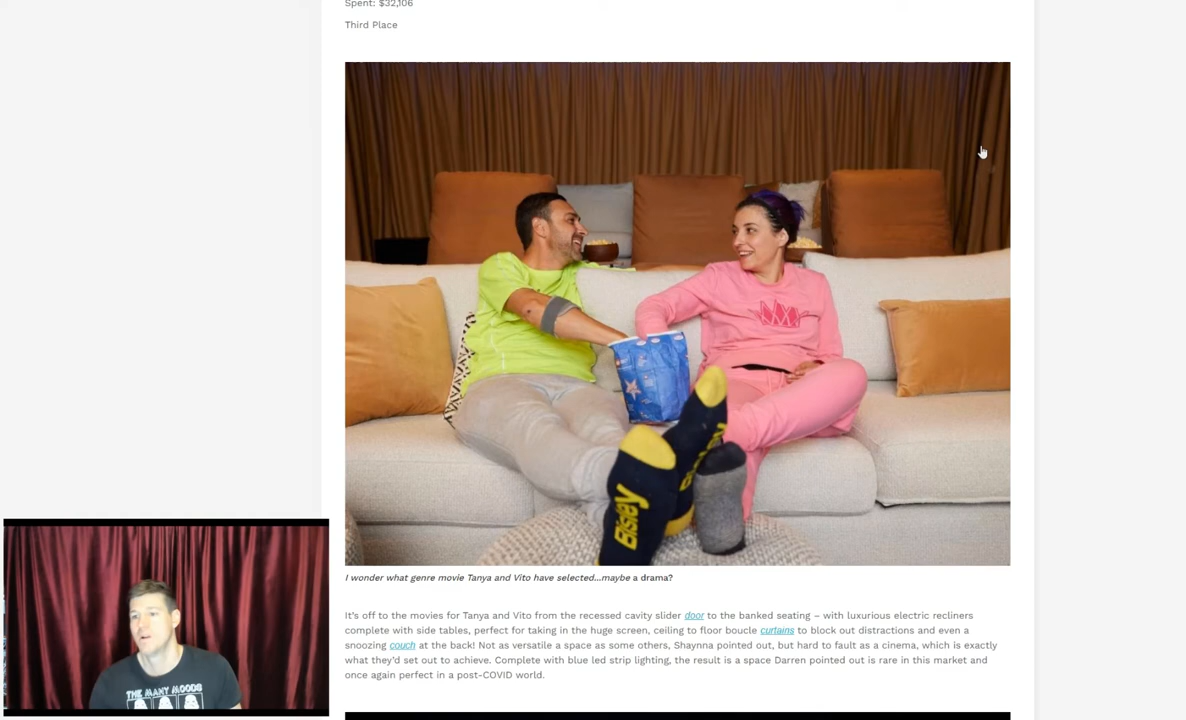 Spent: $32,106
Third Place
Bisley
I wonder what genre movie Tanya and Vito have selected...maybe a drama?
It's off to the movies for Tanya and Vito from the recessed cavity slider door to the banked seating – with luxurious electric recliners
complete with side tables, perfect for taking in the huge screen, ceiling to floor boucle curtains to block out distractions and even a
snoozing couch at the back! Not as versatile a space as some others, Shaynna pointed out, but hard to fault as a cinema, which is exactly
what they'd set out to achieve. Complete with blue led strip lighting, the result is a space Darren pointed out is rare in this market and
once again perfect in a post-COVID world.
THE MANY MOODS